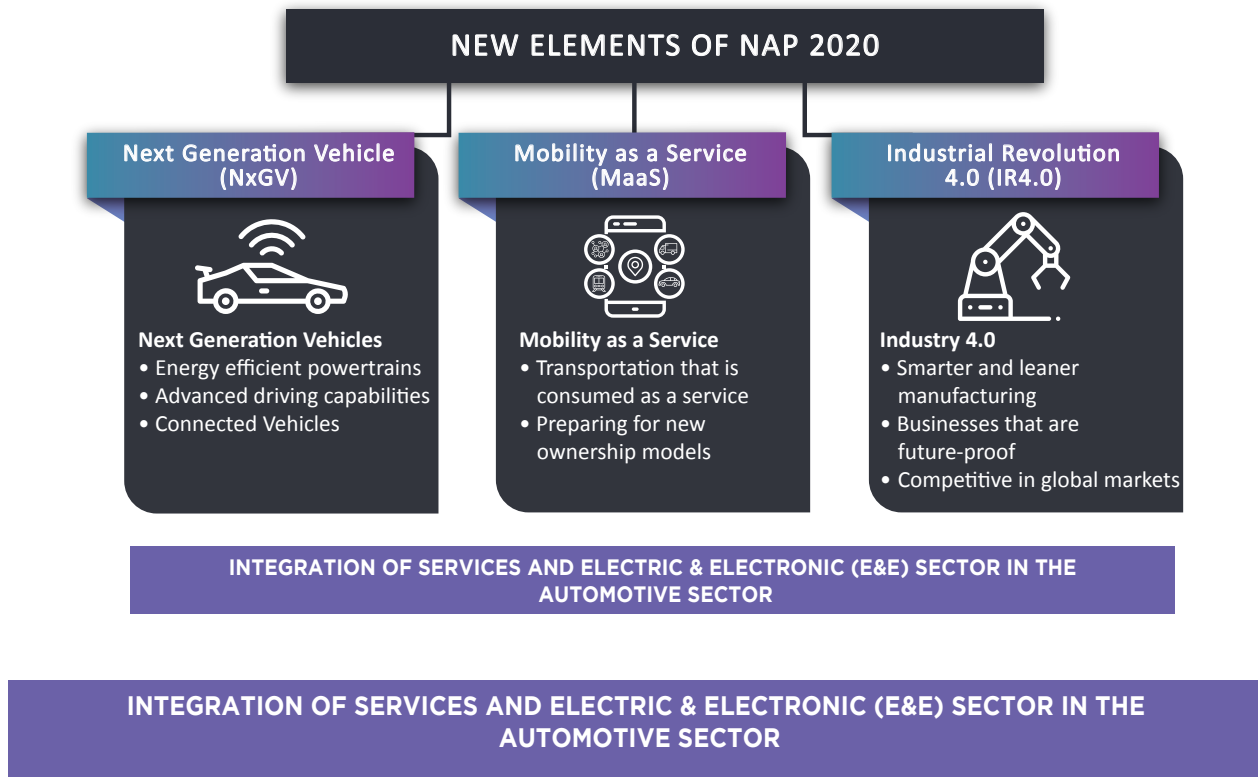 NEW ELEMENTS OF NAP 2020
Next Generation Vehicle
(NxGV)
Next Generation Vehicles
• Energy efficient powertrains
• Advanced driving capabilities
• Connected Vehicles
Mobility as a Service
(MaaS)
Mobility as a Service
• Transportation that is
consumed as a service
• Preparing for new
ownership models
Industrial Revolution
4.0 (IR4.0)
Industry 4.0
• Smarter and leaner
manufacturing
• Businesses that are
future-proof
• Competitive in global markets
INTEGRATION OF SERVICES AND ELECTRIC & ELECTRONIC (E&E) SECTOR IN THE
AUTOMOTIVE SECTOR
INTEGRATION OF SERVICES AND ELECTRIC & ELECTRONIC (E&E) SECTOR IN THE
AUTOMOTIVE SECTOR